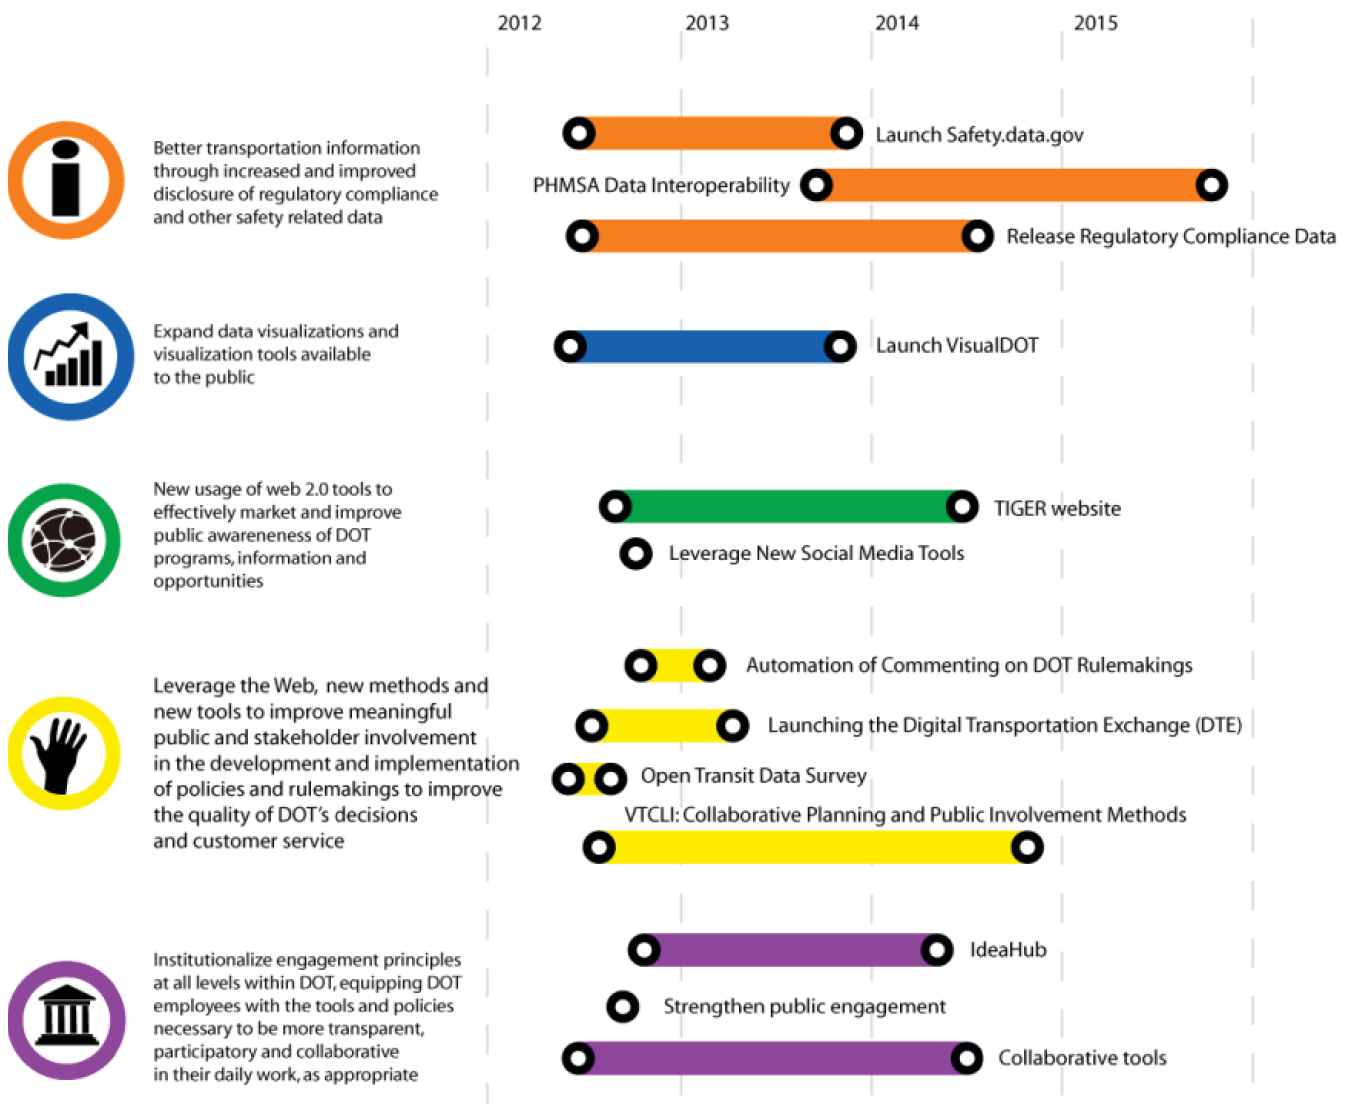 2012 2013 2014 2015
Better transportation information
through increased and improved
disclosure of regulatory compliance
and other safety related data
Launch Safety.data.gov
PHMSA Data Interoperability
Release Regulatory Compliance Data
Expand data visualizations and
visualization tools available
to the public
Launch VisualDOT
New usage of web 2.0 tools to
effectively market and improve
public awareneness of DOT
programs, information and
opportunities
TIGER website
Leverage New Social Media Tools
Leverage the Web, new methods and
new tools to improve meaningful
public and stakeholder involvement
in the development and implementation
of policies and rulemakings to improve
the quality of DOT's decisions
and customer service
Automation of Commenting on DOT Rulemakings
Launching the Digital Transportation Exchange (DTE)
Open Transit Data Survey
VTCLI: Collaborative Planning and Public Involvement Methods
Institutionalize engagement principles
at all levels within DOT, equipping DOT
employees with the tools and policies
necessary to be more transparent,
participatory and collaborative
in their daily work, as appropriate
IdeaHub
Strengthen public engagement
Collaborative tools